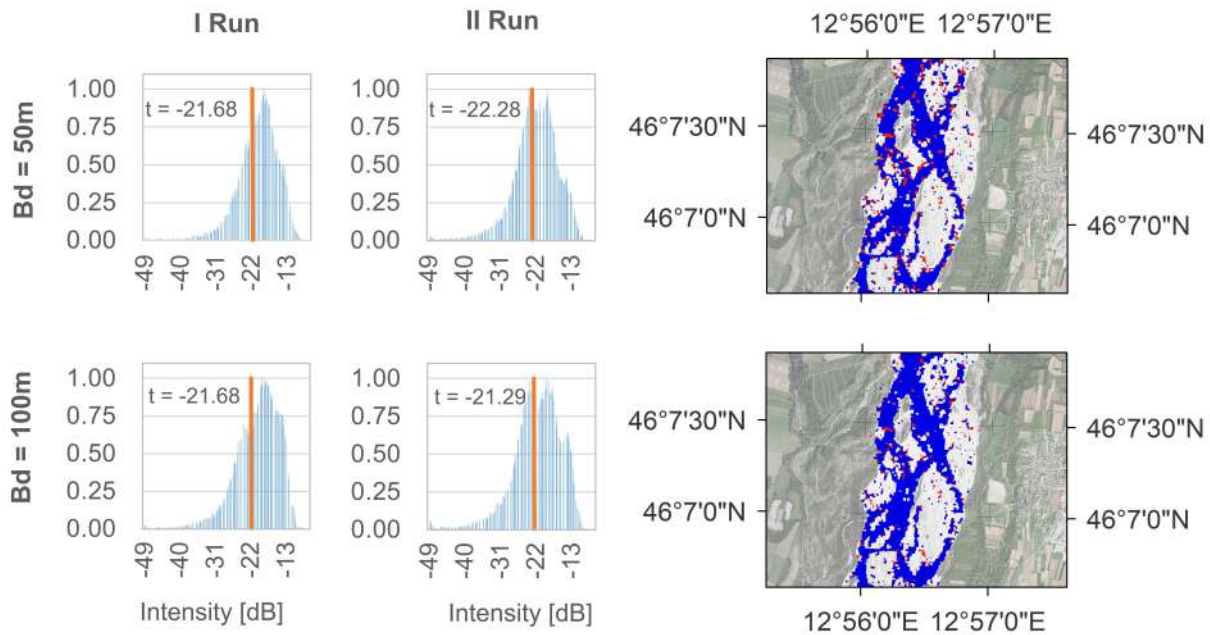 I Run
II Run
12°56'0"E 12°57'0"E
Bd = 50m
1.00
0.75
0.50
0.25
0.00
t = -21.68
-49
-40
-31
-22
-13
1.00
0.75
0.50
0.25
0.00
t = -22.28
-49
-40
-31
-22
-13
46°7'30"N
46°7'0"N
46°7'30"N
46°7'0"N
Bd = 100m
1.00
0.75
0.50
0.25
0.00
t = -21.68
-49
-40
-31
-22
-13
Intensity [dB]
1.00
0.75
0.50
0.25
0.00
t = -21.29
-49
-40
-31
-22
-13
Intensity [dB]
46°7'30"N
46°7'0"N
46°7'30"N
46°7'0"N
12°56'0"E 12°57'0"E